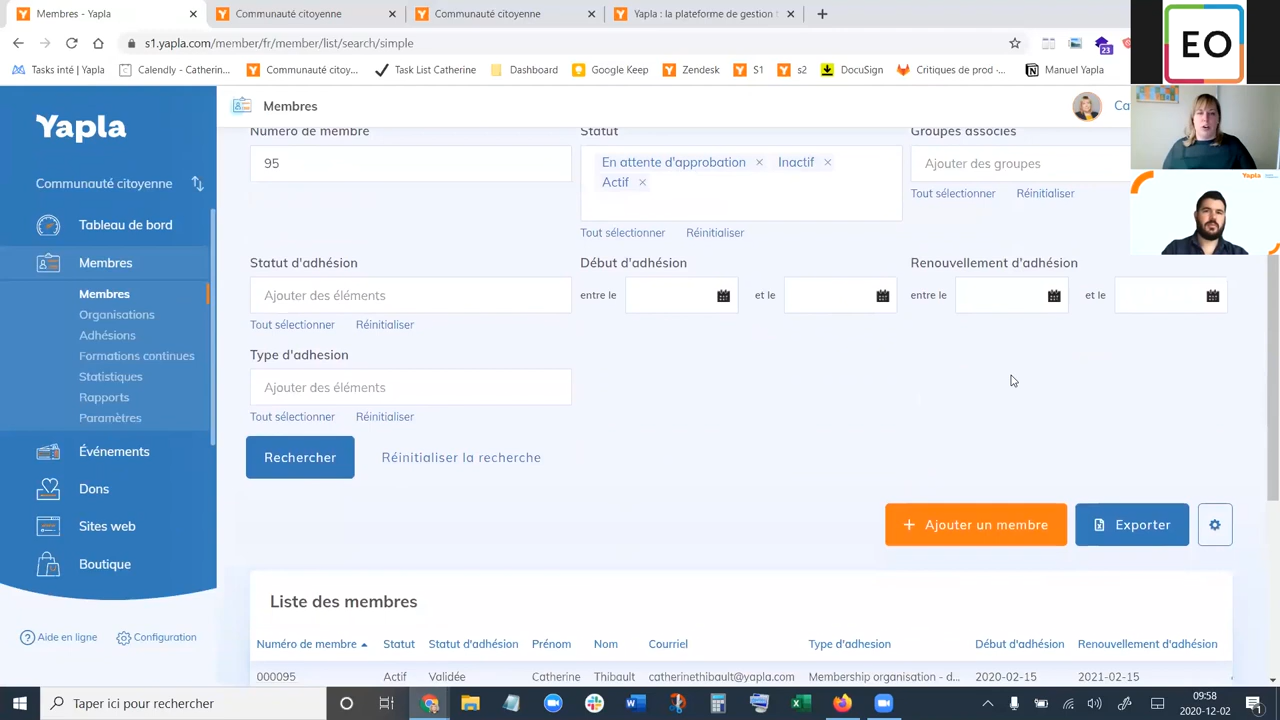 Membres - Yapla
Communauté citoyenne
Communauté citoyenne
Yapla : la plateforme de gestion
s1.yapla.com/member/fr/member/list/search/simple
23
Tasks inté | Yapla
Calendly - Catherin...
Communauté citoy...
Task List Catherine
Dashboard
Google Keep
Zendesk
S1
s2
DocuSign
Critiques de prod -...
Manuel Yapla
EO
Yapla
Yapla
Communauté citoyenne
Tableau de bord
Membres
Membres
Organisations
Adhésions
Formations continues
Statistiques
Rapports
Paramètres
Événements
Dons
Sites web
Boutique
Aide en ligne
Configuration
Membres
Ca
Numéro de membre
Statut
Groupes associés
95
En attente d'approbation × Inactif ×
Actif ×
Ajouter des groupes
Tout sélectionner Réinitialiser
Tout sélectionner Réinitialiser
Statut d'adhésion
Début d'adhésion
Renouvellement d'adhésion
Ajouter des éléments
entre le
et le
entre le
et le
Tout sélectionner Réinitialiser
Type d'adhesion
Ajouter des éléments
Tout sélectionner Réinitialiser
Rechercher
Réinitialiser la recherche
+ Ajouter un membre
Exporter
Liste des membres
Numéro de membre Statut Statut d'adhésion Prénom Nom Courriel Type d'adhesion Début d'adhésion Renouvellement d'adhésion
000095 Actif Validée Catherine Thibault catherinethibault@yapla.com Membership organisation - d... 2020-02-15 2021-02-15
Taper ici pour rechercher
09:58
2020-12-02
1